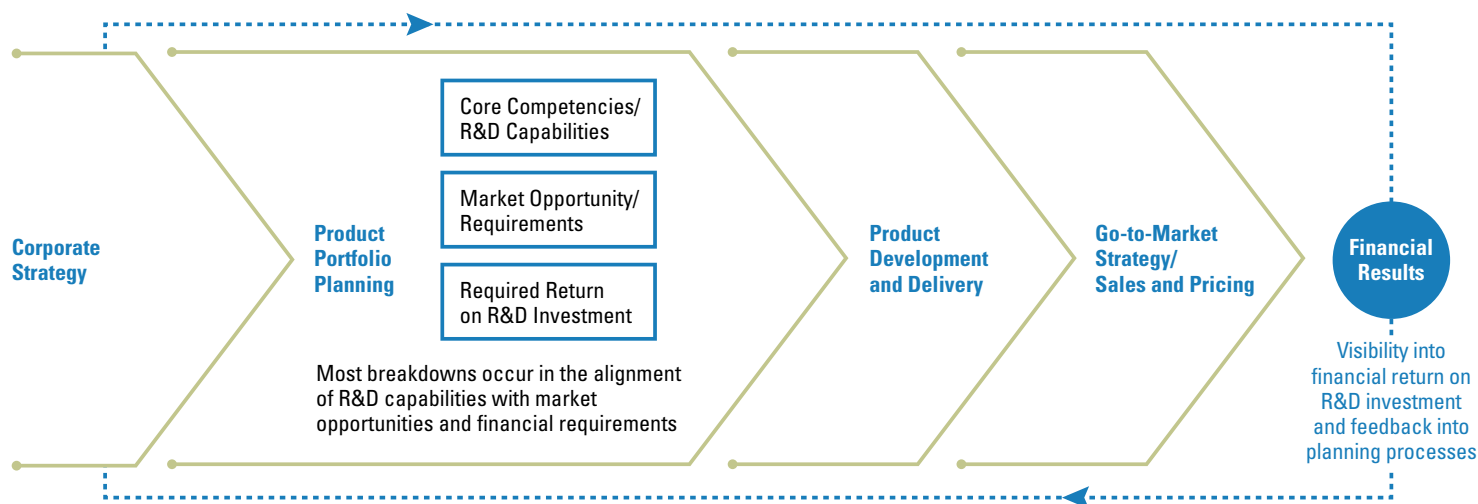 Corporate
Strategy
Product
Portfolio
Planning
Core Competencies/
R&D Capabilities
Market Opportunity/
Requirements
Required Return
on R&D Investment
Most breakdowns occur in the alignment
of R&D capabilities with market
opportunities and financial requirements
Product
Development
and Delivery
Go-to-Market
Strategy/
Sales and Pricing
Financial
Results
Visibility into
financial return on
R&D investment
and feedback into
planning processes